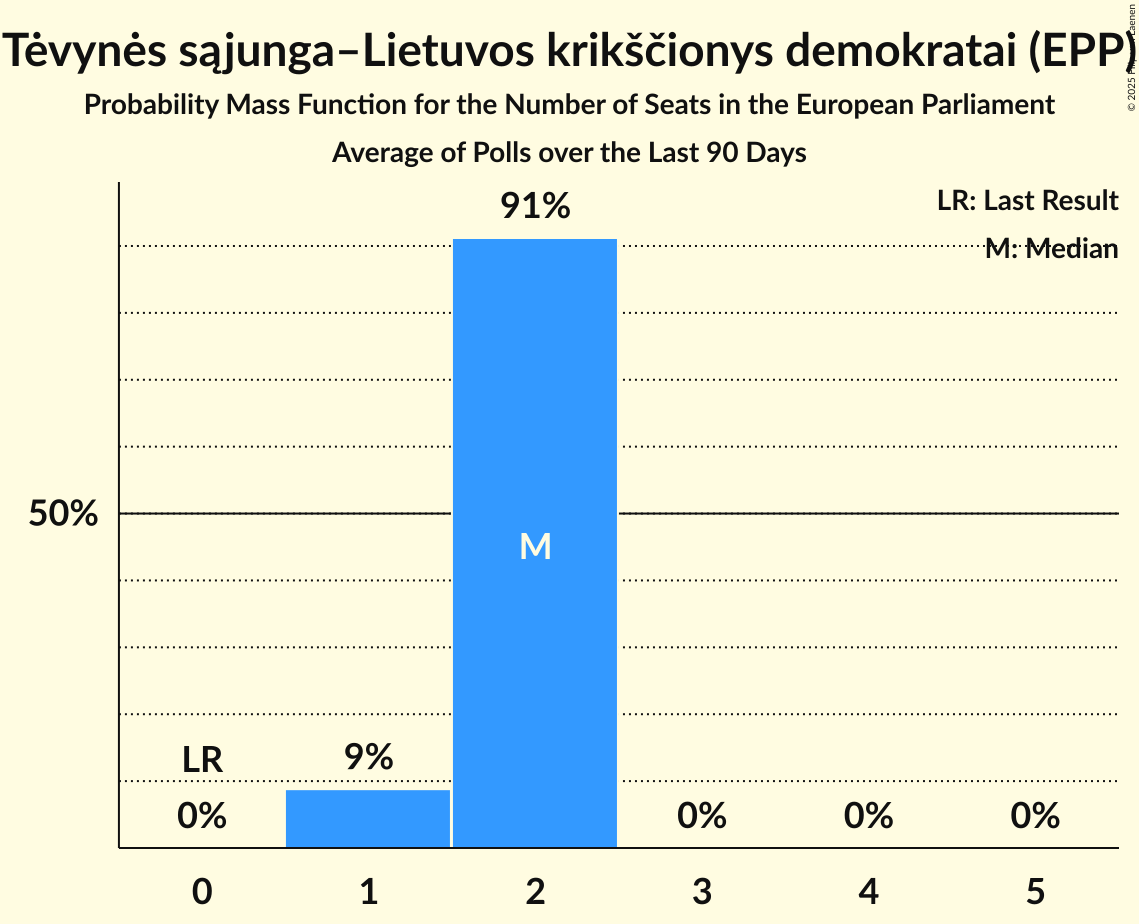 Tėvynės sąjunga–Lietuvos krikščionys demokratai (EPP)
Probability Mass Function for the Number of Seats in the European Parliament
Average of Polls over the Last 90 Days
© 2025 Laenen
LR: Last Result
M: Median
91%
50%
M
LR
9%
0%
0%
0%
0%
0
1
2
3
4
5